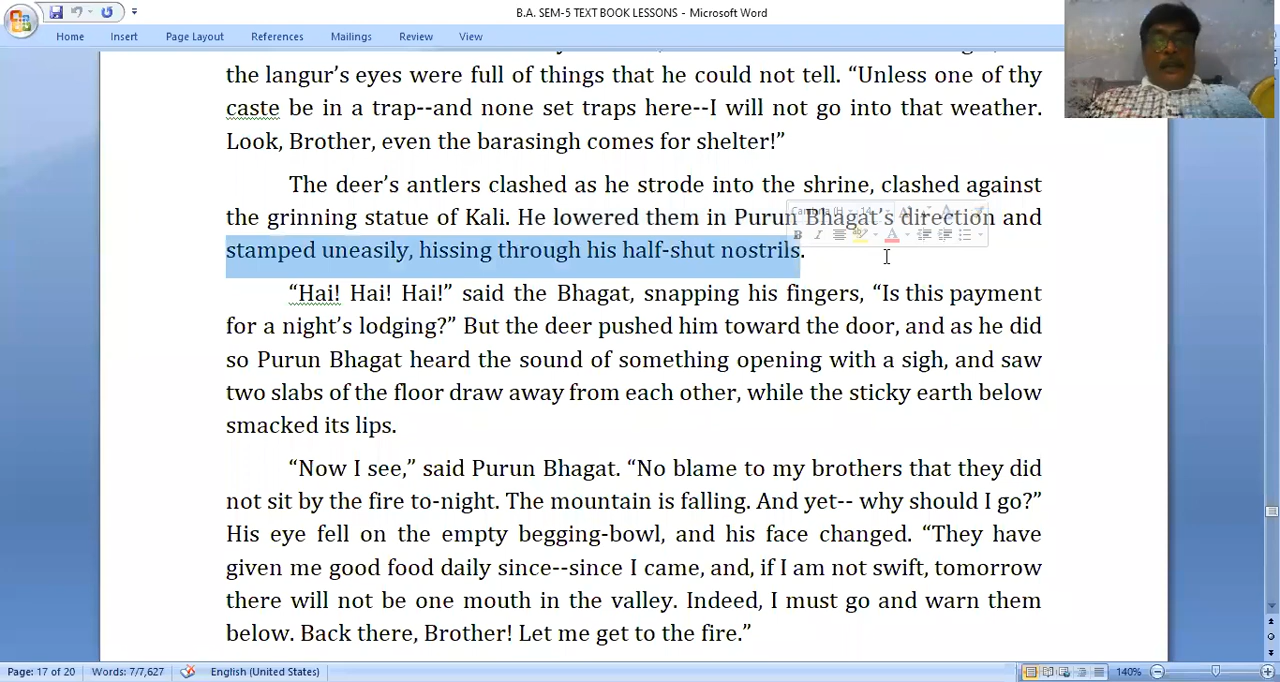 B.A. SEM-5 TEXT BOOK LESSONS - Microsoft Word
Home Insert Page Layout References Mailings Review View
the langur’s eyes were full of things that he could not tell. “Unless one of thy
caste be in a trap--and none set traps here--I will not go into that weather.
Look, Brother, even the barasingh comes for shelter!”
The deer’s antlers clashed as he strode into the shrine, clashed against
the grinning statue of Kali. He lowered them in Purun Bhagat’s direction and
stamped uneasily, hissing through his half-shut nostrils.
“Hai! Hai! Hai!” said the Bhagat, snapping his fingers, “Is this payment
for a night’s lodging?” But the deer pushed him toward the door, and as he did
so Purun Bhagat heard the sound of something opening with a sigh, and saw
two slabs of the floor draw away from each other, while the sticky earth below
smacked its lips.
“Now I see,” said Purun Bhagat. “No blame to my brothers that they did
not sit by the fire to-night. The mountain is falling. And yet-- why should I go?”
His eye fell on the empty begging-bowl, and his face changed. “They have
given me good food daily since--since I came, and, if I am not swift, tomorrow
there will not be one mouth in the valley. Indeed, I must go and warn them
below. Back there, Brother! Let me get to the fire.”
Page: 17 of 20 Words: 7/7,627 English (United States) 140%